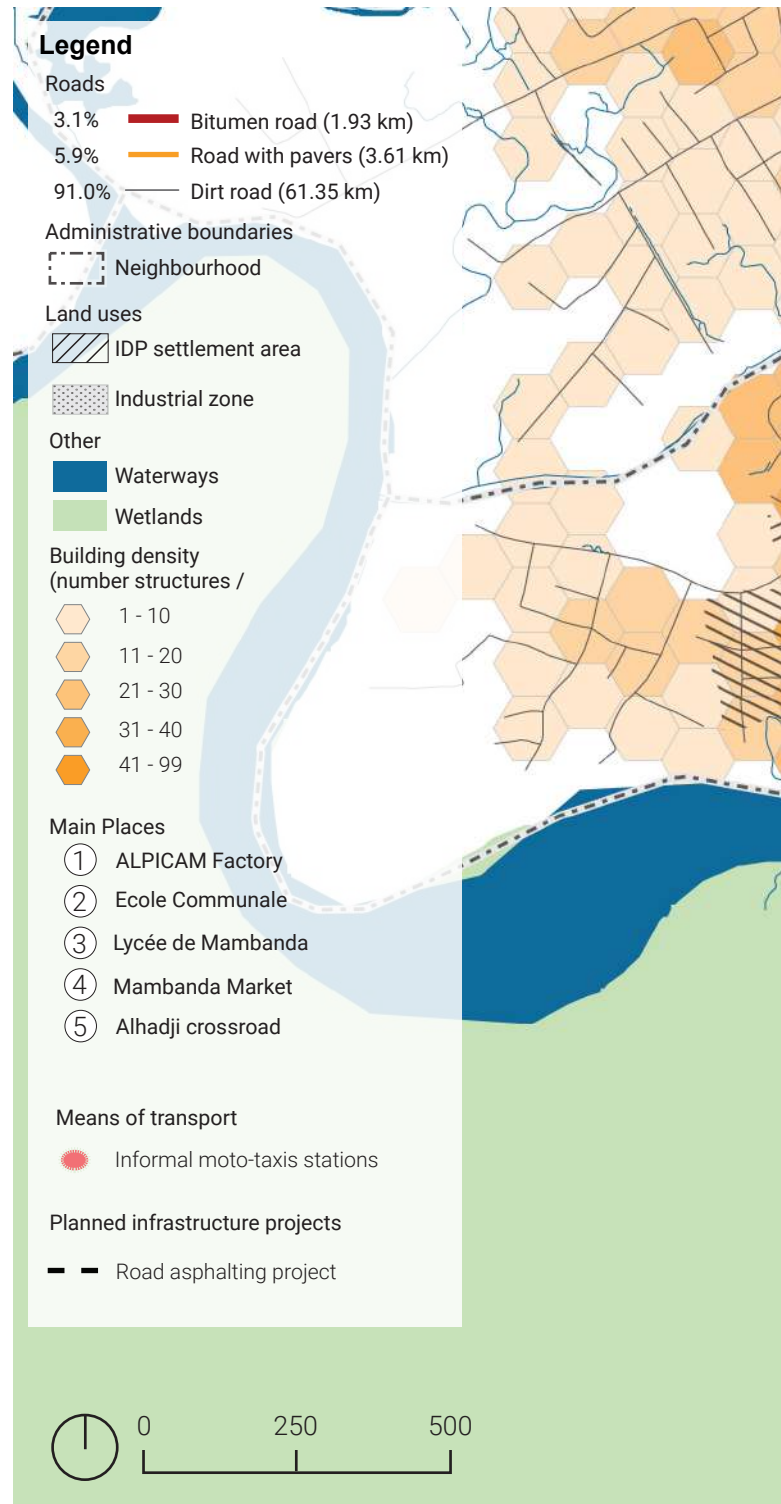 Legend
Roads
3.1% Bitumen road (1.93 km)
5.9% Road with pavers (3.61 km)
91.0% Dirt road (61.35 km)
Administrative boundaries
Neighbourhood
Land uses
IDP settlement area
Industrial zone
Other
Waterways
Wetlands
Building density
(number structures /
1 - 10
11 - 20
21 - 30
31 - 40
41 - 99
Main Places
1 ALPICAM Factory
2 Ecole Communale
3 Lycée de Mambanda
4 Mambanda Market
5 Alhadji crossroad
Means of transport
Informal moto-taxis stations
Planned infrastructure projects
Road asphalting project
0 250 500